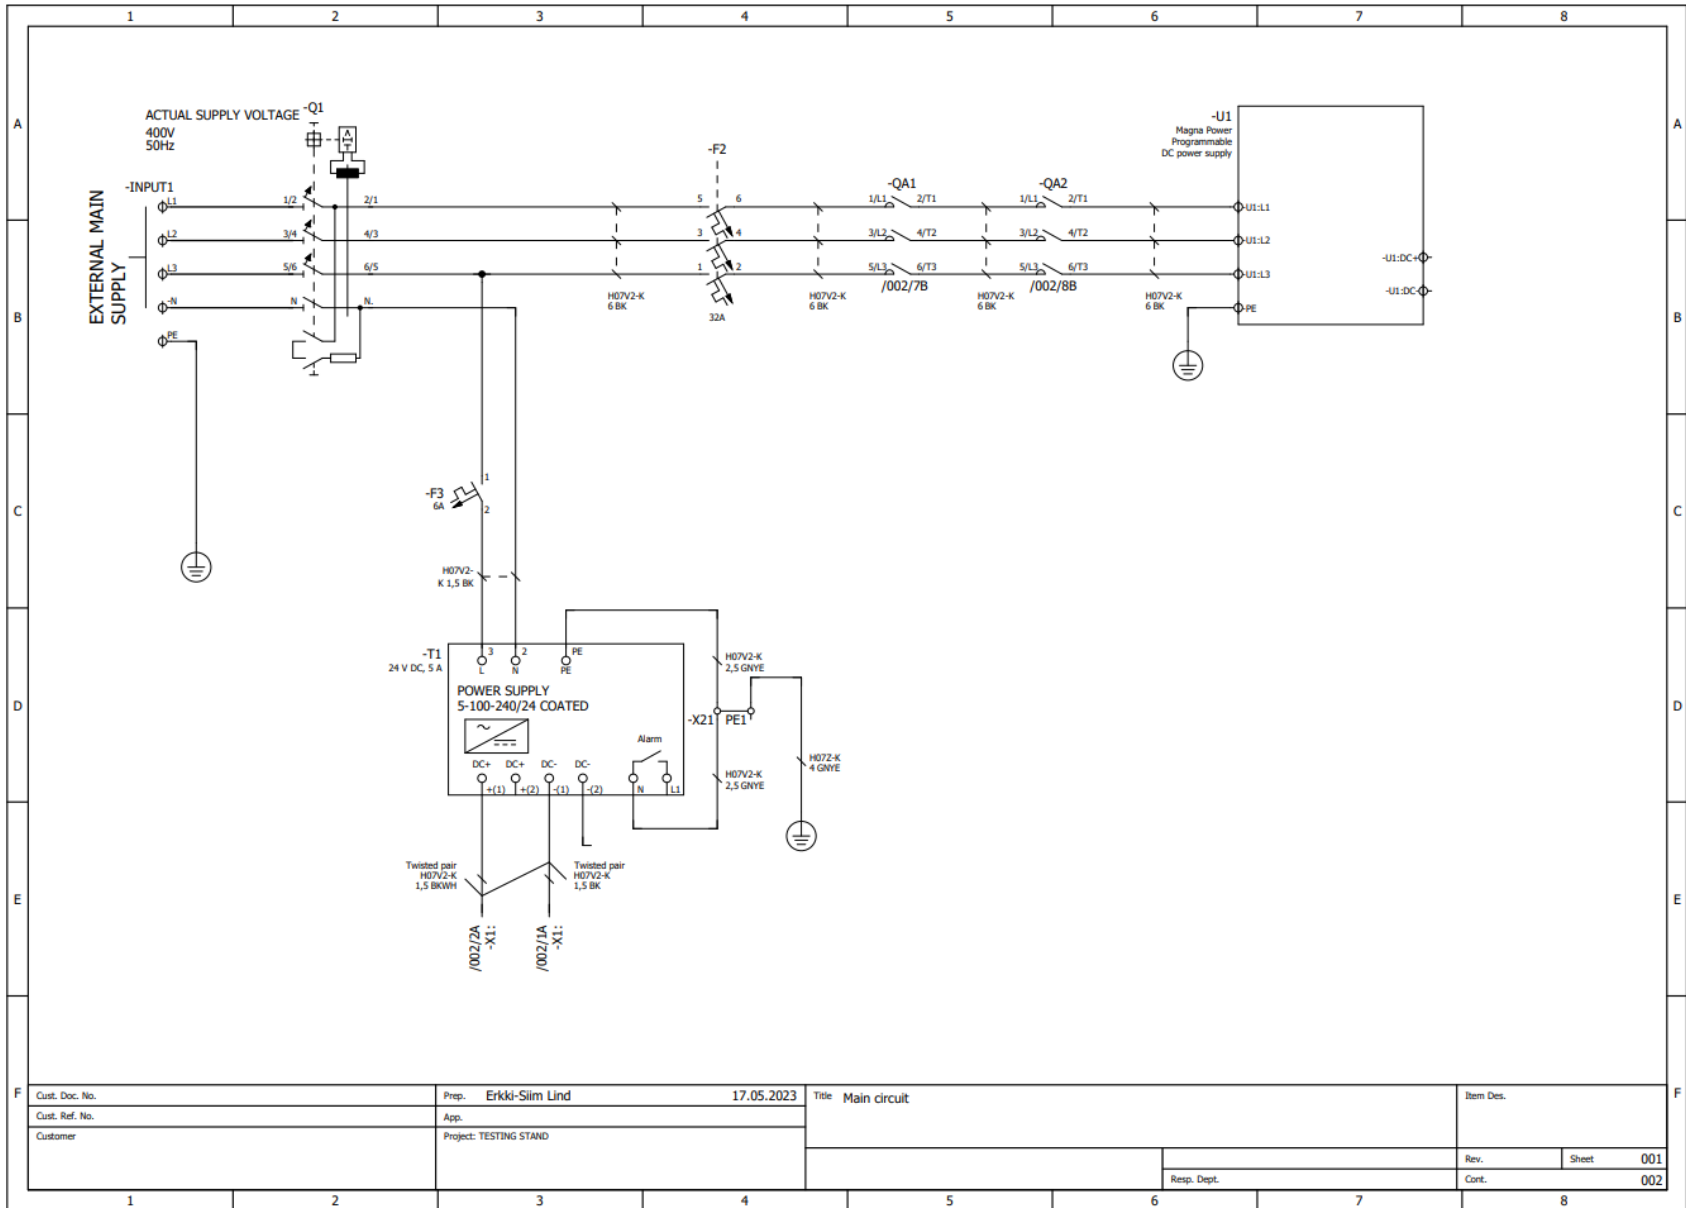 1 2 3 4 5 6 7 8
A
B
C
D
E
F
A
B
C
D
E
F
ACTUAL SUPPLY VOLTAGE
400V
50Hz
-Q1
-INPUT1
EXTERNAL MAIN
SUPPLY
L1
L2
L3
-N
PE
1/2 2/1
3/4 4/3
5/6 6/5
N N.
H07V2-K
6 BK
-F2
5 6
3 4
1 2
32A
H07V2-K
6 BK
-QA1
1/L1 2/T1
3/L2 4/T2
5/L3 6/T3
/002/7B
H07V2-K
6 BK
-QA2
1/L1 2/T1
3/L2 4/T2
5/L3 6/T3
/002/8B
H07V2-K
6 BK
-U1
Magna Power
Programmable
DC power supply
-U1:L1
-U1:L2
-U1:L3
PE
-U1:DC+
-U1:DC-
-F3
6A
1
2
H07V2-
K 1,5 BK
-T1
24 V DC, 5 A
3 2 PE
L N PE
POWER SUPPLY
5-100-240/24 COATED
Alarm
DC+ DC+ DC- DC-
+(1) +(2) -(1) -(2) N L1
H07V2-K
2,5 GNYE
-X21 PE1
H07V2-K
2,5 GNYE
H07Z-K
4 GNYE
Twisted pair
H07V2-K
1,5 BKWH
Twisted pair
H07V2-K
1,5 BK
/002/2A
-X1:
/002/1A
-X1:
Cust. Doc. No.
Cust. Ref. No.
Customer
Prep. Erkki-Siim Lind 17.05.2023
App.
Project: TESTING STAND
Title Main circuit
Resp. Dept.
Item Des.
Rev. Sheet 001
Cont. 002
1 2 3 4 5 6 7 8